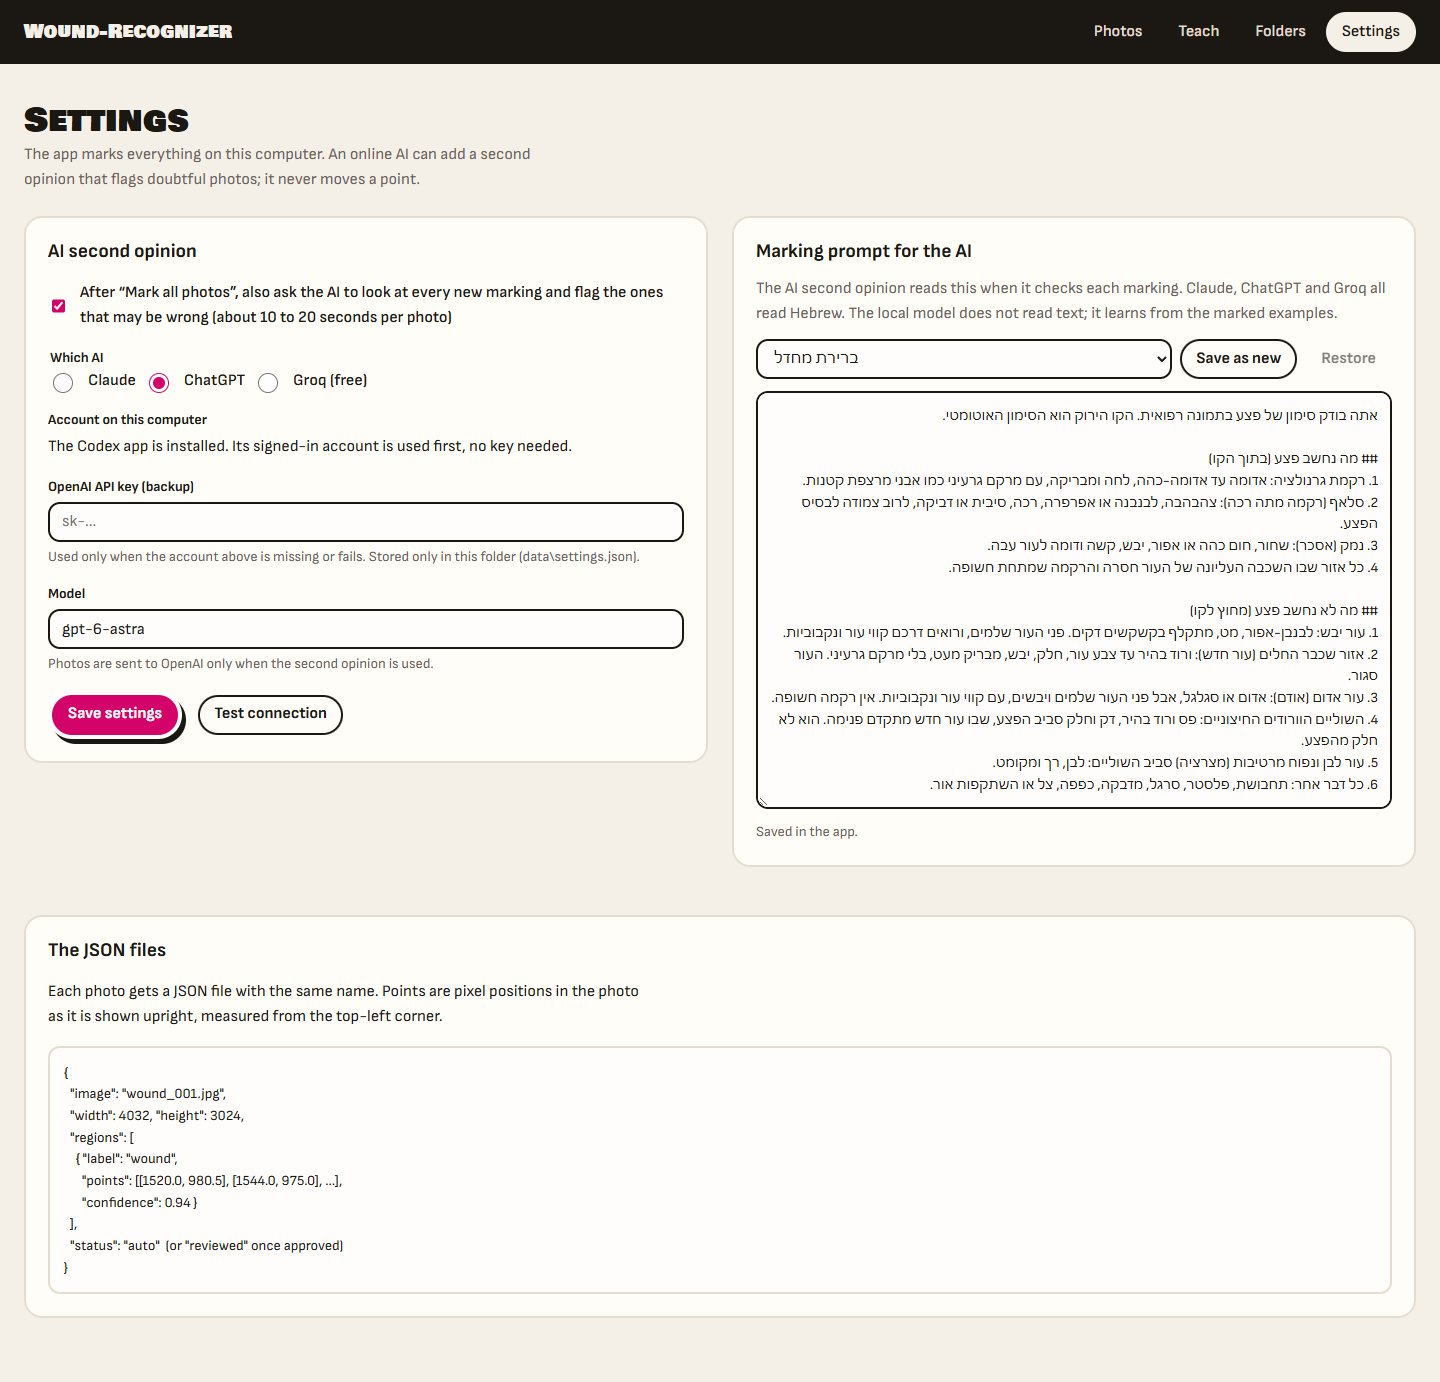 Wound-Recognizer
Photos
Teach
Folders
Settings
Settings
The app marks everything on this computer. An online AI can add a second
opinion that flags doubtful photos; it never moves a point.
AI second opinion
After “Mark all photos”, also ask the AI to look at every new marking and flag the ones
that may be wrong (about 10 to 20 seconds per photo)
Which AI
Claude
ChatGPT
Groq (free)
Account on this computer
The Codex app is installed. Its signed-in account is used first, no key needed.
OpenAI API key (backup)
sk-...
Used only when the account above is missing or fails. Stored only in this folder (data\settings.json).
Model
gpt-6-astra
Photos are sent to OpenAI only when the second opinion is used.
Save settings
Test connection
Marking prompt for the AI
The AI second opinion reads this when it checks each marking. Claude, ChatGPT and Groq all
read Hebrew. The local model does not read text; it learns from the marked examples.
ברירת מחדל
Save as new
Restore
אתה בודק סימון של פצע בתמונה רפואית. הקו הירוק הוא הסימון האוטומטי.
## מה נחשב פצע (בתוך הקו)
1. רקמת גרנולציה: אדומה עד אדומה-כהה, לחה ומבריקה, עם מרקם גרעיני כמו אבני מרצפת קטנות.
2. סלאף (רקמה מתה רכה): צהבהבה, לבנבנה או אפרפרה, רכה, סיבית או דביקה, לרוב צמודה לבסיס
הפצע.
3. נמק (אסכר): שחור, חום כהה או אפור, יבש, קשה ודומה לעור עבה.
4. כל אזור שבו השכבה העליונה של העור חסרה והרקמה שמתחת חשופה.
## מה לא נחשב פצע (מחוץ לקו)
1. עור יבש: לבנבן-אפור, מט, מתקלף בקשקשים דקים. פני העור שלמים, ורואים דרכם קווי עור ונקבוביות.
2. אזור שכבר החלים (עור חדש): ורוד בהיר עד צבע עור, חלק, יבש, מבריק מעט, בלי מרקם גרעיני. העור
סגור.
3. עור אדום (אודם): אדום או סגלגל, אבל פני העור שלמים ויבשים, עם קווי עור ונקבוביות. אין רקמה חשופה.
4. השוליים הוורודים החיצוניים: פס ורוד בהיר, דק וחלק סביב הפצע, שבו עור חדש מתקדם פנימה. הוא לא
חלק מהפצע.
5. עור לבן ונפוח מרטיבות (מצרציה) סביב השוליים: לבן, רך ומקומט.
6. כל דבר אחר: תחבושת, פלסטר, סרגל, מדבקה, כפפה, צל או השתקפות אור.
Saved in the app.
The JSON files
Each photo gets a JSON file with the same name. Points are pixel positions in the photo
as it is shown upright, measured from the top-left corner.
{
"image": "wound_001.jpg",
"width": 4032, "height": 3024,
"regions": [
{ "label": "wound",
"points": [[1520.0, 980.5], [1544.0, 975.0], ...],
"confidence": 0.94 }
],
"status": "auto" (or "reviewed" once approved)
}